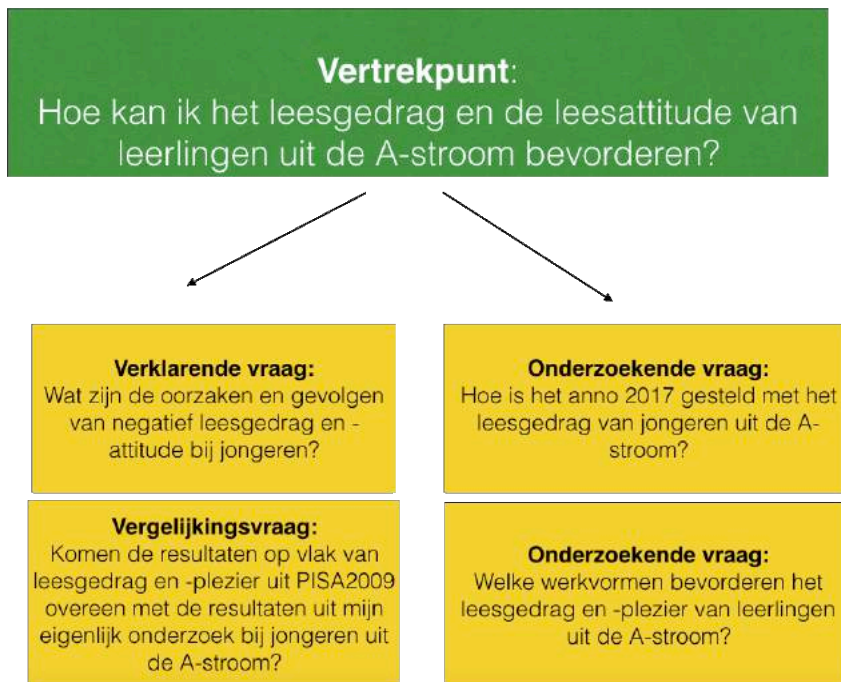 Vertrekpunt:
Hoe kan ik het leesgedrag en de leesattitude van
leerlingen uit de A-stroom bevorderen?
Verklarende vraag:
Wat zijn de oorzaken en gevolgen
van negatief leesgedrag en -
attitude bij jongeren?
Onderzoekende vraag:
Hoe is het anno 2017 gesteld met het
leesgedrag van jongeren uit de A-
stroom?
Vergelijkingsvraag:
Komen de resultaten op vlak van
leesgedrag en -plezier uit PISA2009
overeen met de resultaten uit mijn
eigenlijk onderzoek bij jongeren uit
de A-stroom?
Onderzoekende vraag:
Welke werkvormen bevorderen het
leesgedrag en -plezier van leerlingen
uit de A-stroom?